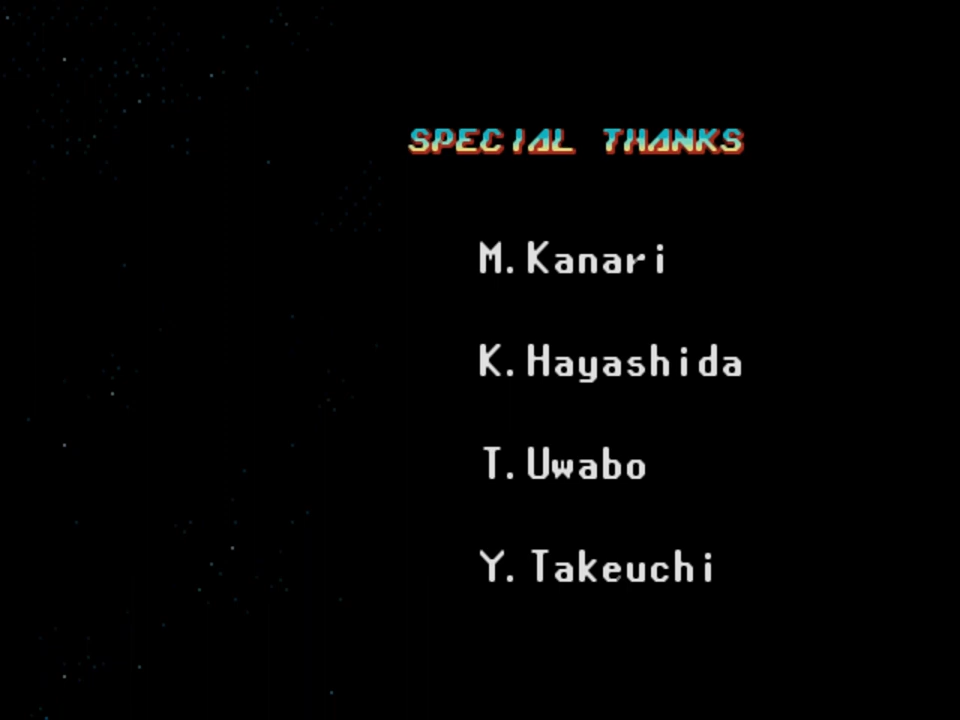 SPECIAL THANKS
M. Kanari
K. Hayashida
T. Uwabo
Y. Takeuchi